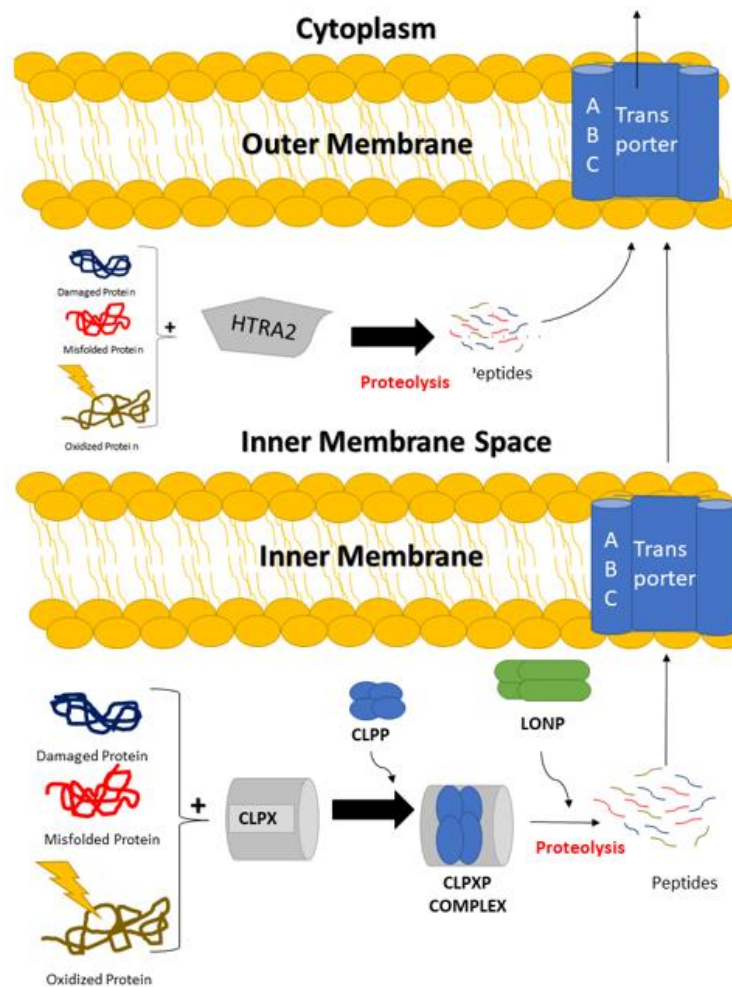 Cytoplasm
A
B
C
Trans
porter
Outer Membrane
Damaged Protein
Misfolded Protein
Oxidized Protein
+
HTRA2
Proteolysis
Peptides
Inner Membrane Space
Inner Membrane
A
B
C
Trans
porter
Damaged Protein
Misfolded Protein
Oxidized Protein
+
CLPX
CLPP
CLPXP
COMPLEX
LONP
Proteolysis
Peptides